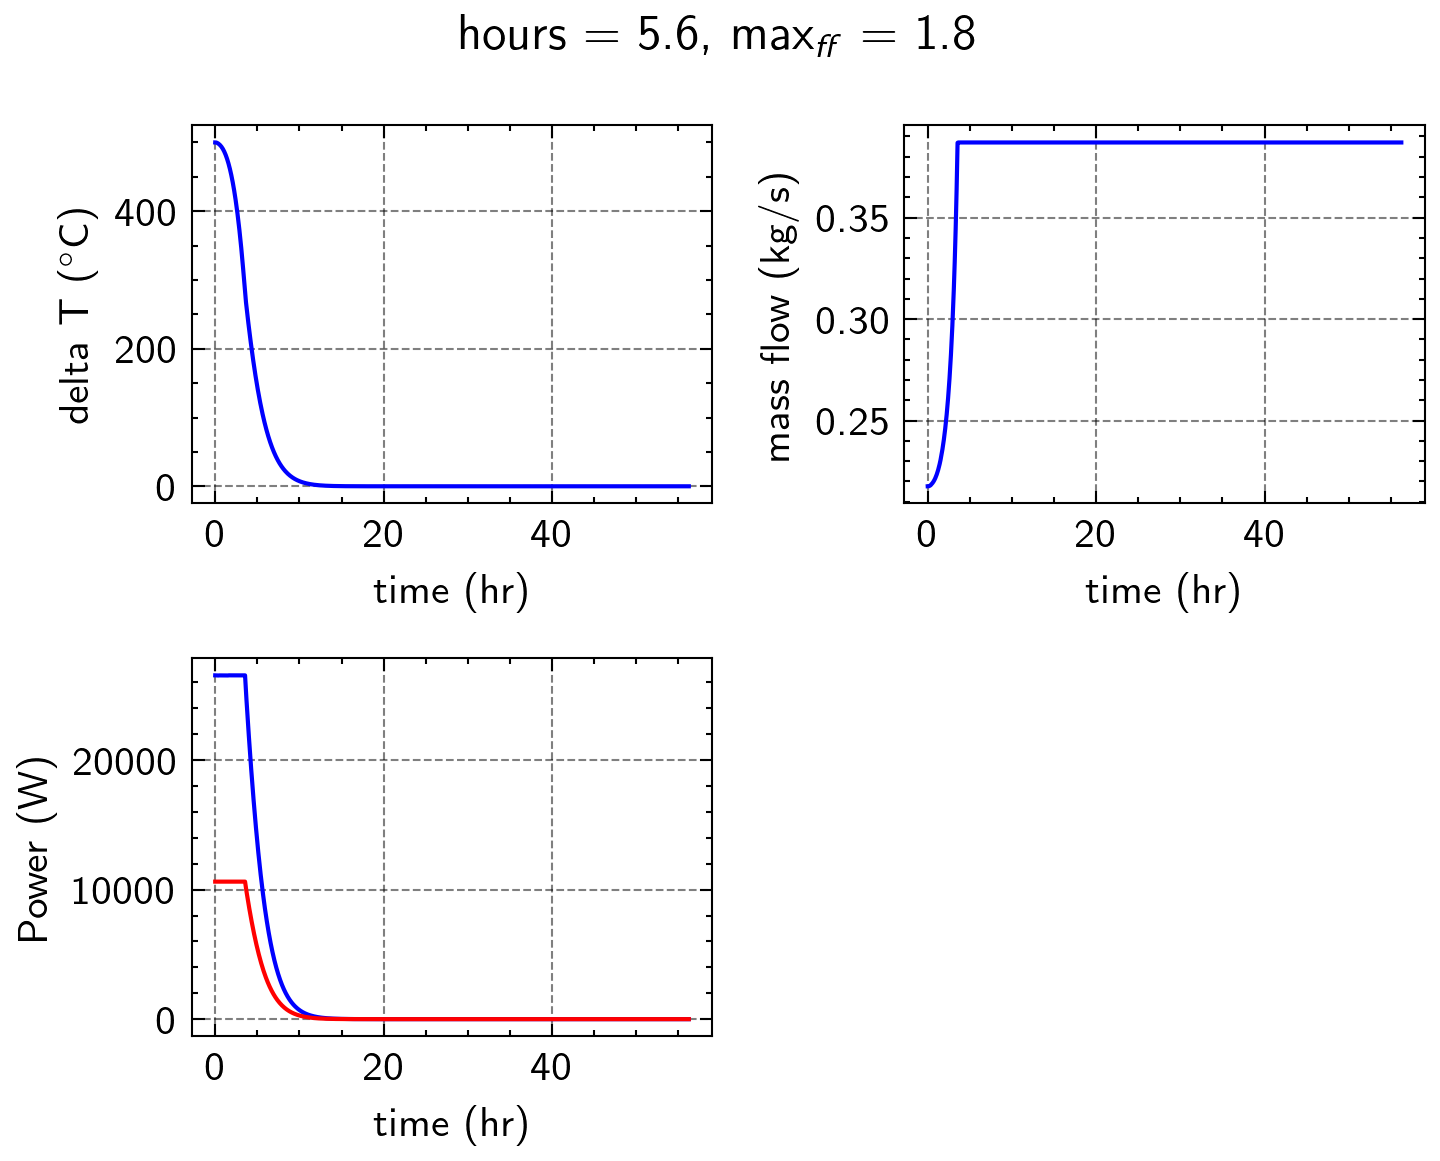 hours = 5.6, max_ff = 1.8
delta T (°C)
400
200
0
0 20 40
time (hr)
mass flow (kg/s)
0.35
0.30
0.25
0 20 40
time (hr)
Power (W)
20000
10000
0
0 20 40
time (hr)